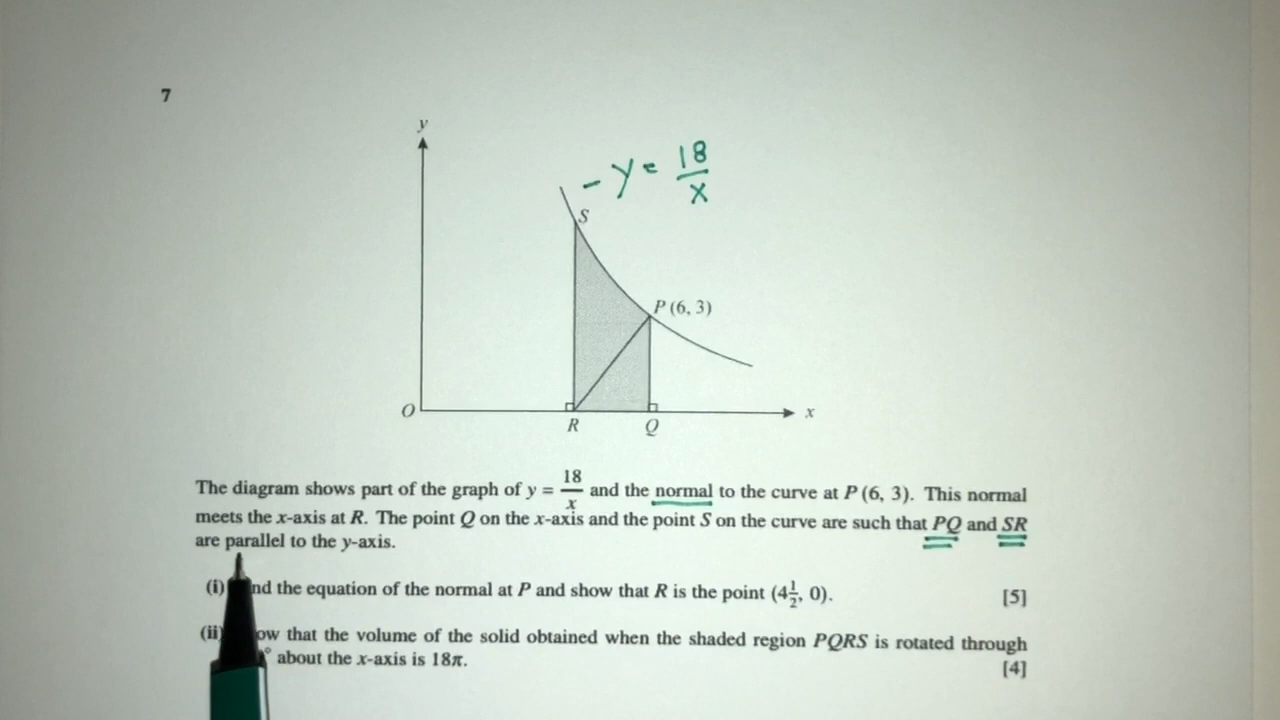 7
y
- y = 18/x
S
P (6, 3)
O
R
Q
x
The diagram shows part of the graph of y = 18/x and the normal to the curve at P (6, 3). This normal
meets the x-axis at R. The point Q on the x-axis and the point S on the curve are such that PQ and SR
are parallel to the y-axis.
(i) the equation of the normal at P and show that R is the point (4½, 0). [5]
(ii) that the volume of the solid obtained when the shaded region PQRS is rotated through
° about the x-axis is 18π. [4]